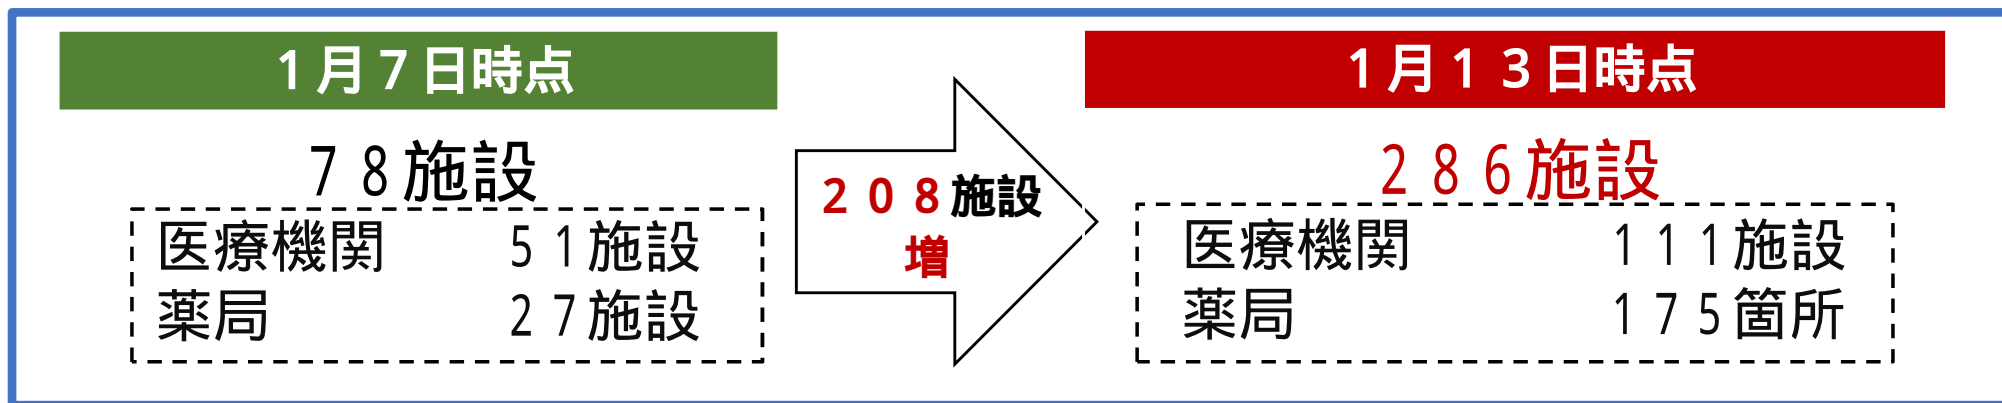 １月７日時点
７８施設
医療機関　５１施設
薬局　２７施設
２０８施設
増
１月１３日時点
２８６施設
医療機関　１１１施設
薬局　１７５箇所